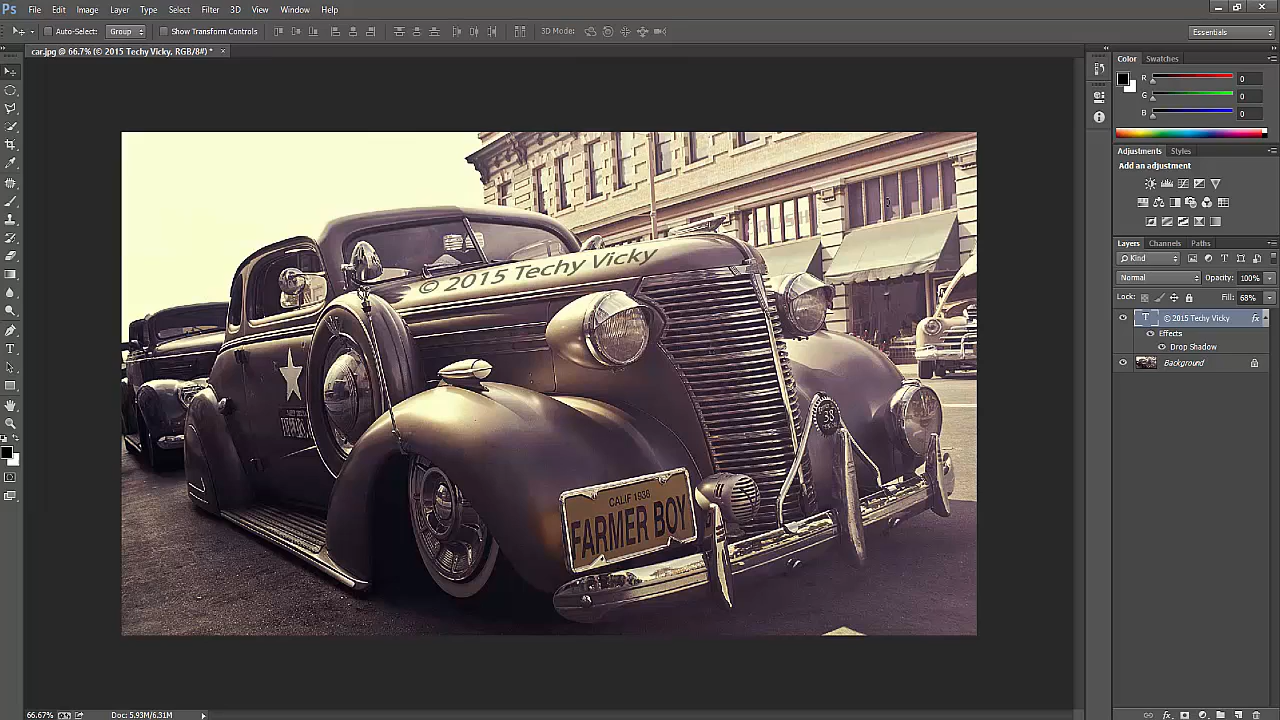 Ps File Edit Image Layer Type Select Filter 3D View Window Help
Auto-Select: Group Show Transform Controls 3D Mode: Essentials
car.jpg @ 66.7% (© 2015 Techy Vicky, RGB/8#) * ×
Color Swatches
R 0
G 0
B 0
Adjustments Styles
Add an adjustment
Layers Channels Paths
Kind
Normal Opacity: 100%
Lock: Fill: 68%
T © 2015 Techy Vicky fx
Effects
Drop Shadow
Background
© 2015 Techy Vicky
CALIF 1938
FARMER BOY
66.67% Doc: 5.93M/6.31M